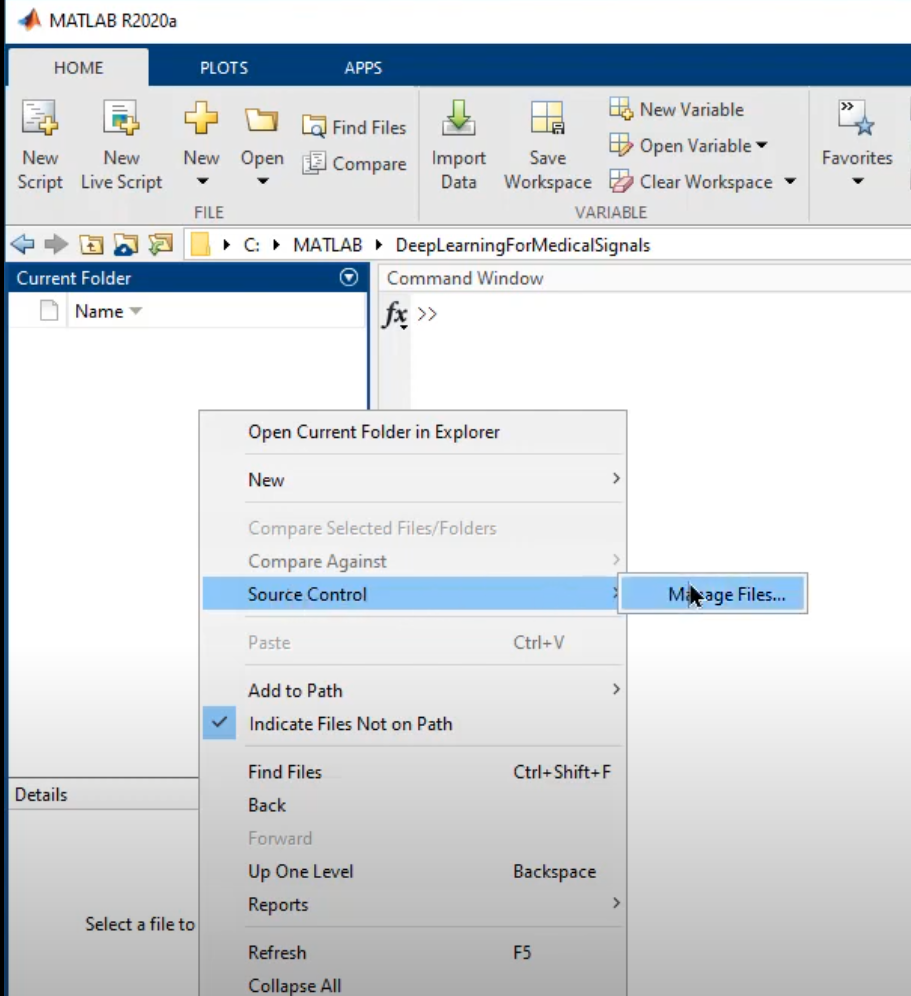 MATLAB R2020a
HOME PLOTS APPS
New Script
New Live Script
New
Open
Find Files
Compare
FILE
Import Data
Save Workspace
New Variable
Open Variable
Clear Workspace
VARIABLE
Favorites
C: MATLAB DeepLearningForMedicalSignals
Current Folder
Name
Command Window
fx >>
Open Current Folder in Explorer
New
Compare Selected Files/Folders
Compare Against
Source Control
Manage Files...
Paste Ctrl+V
Add to Path
Indicate Files Not on Path
Find Files Ctrl+Shift+F
Back
Forward
Up One Level Backspace
Reports
Refresh F5
Collapse All
Details
Select a file to